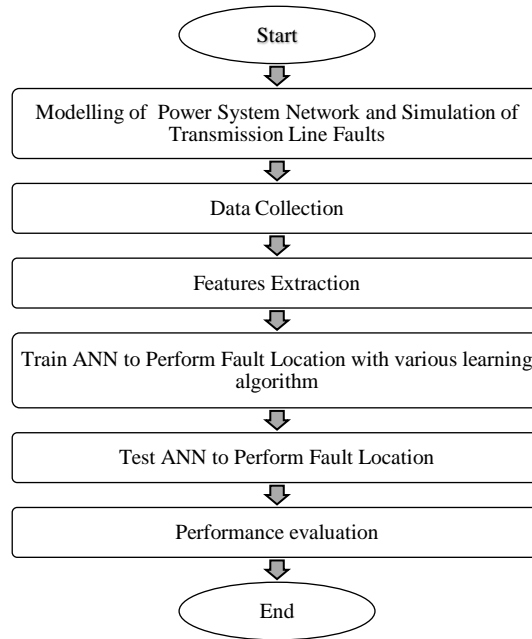 Start
Modelling of Power System Network and Simulation of
Transmission Line Faults
Data Collection
Features Extraction
Train ANN to Perform Fault Location with various learning
algorithm
Test ANN to Perform Fault Location
Performance evaluation
End